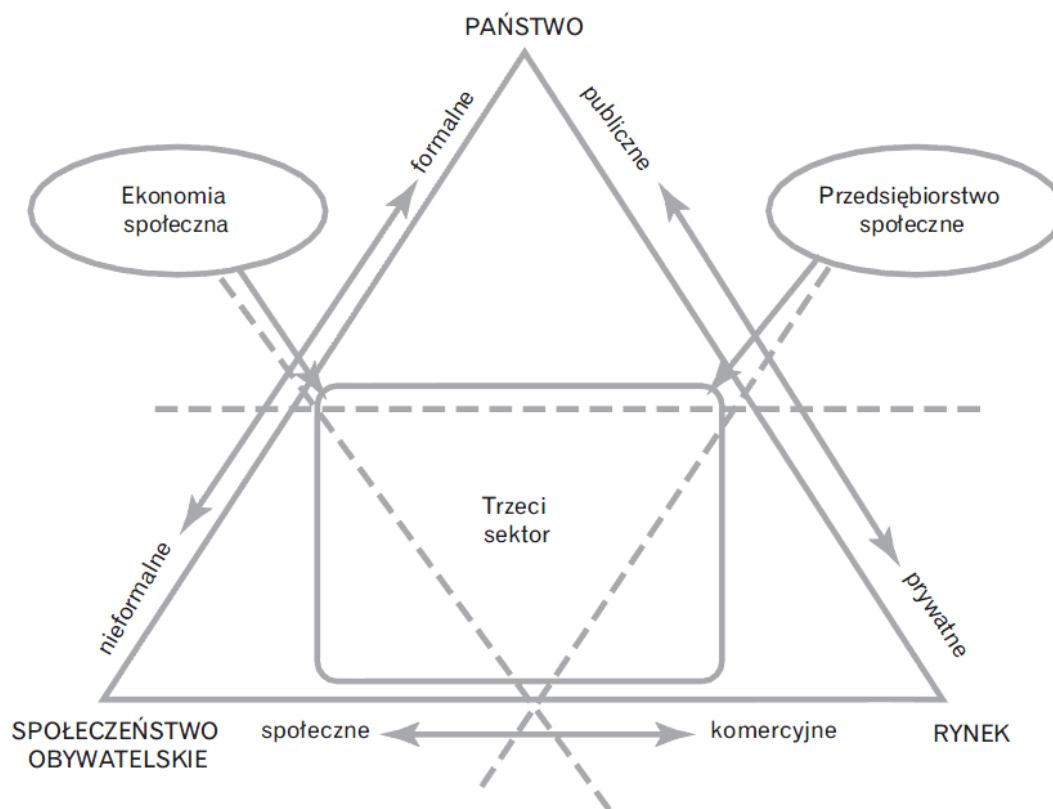 PAŃSTWO
formalne
publiczne
Ekonomia
społeczna
Przedsiębiorstwo
społeczne
Trzeci
sektor
nieformalne
prywatne
SPOŁECZEŃSTWO
OBYWATELSKIE
społeczne
komercyjne
RYNEK